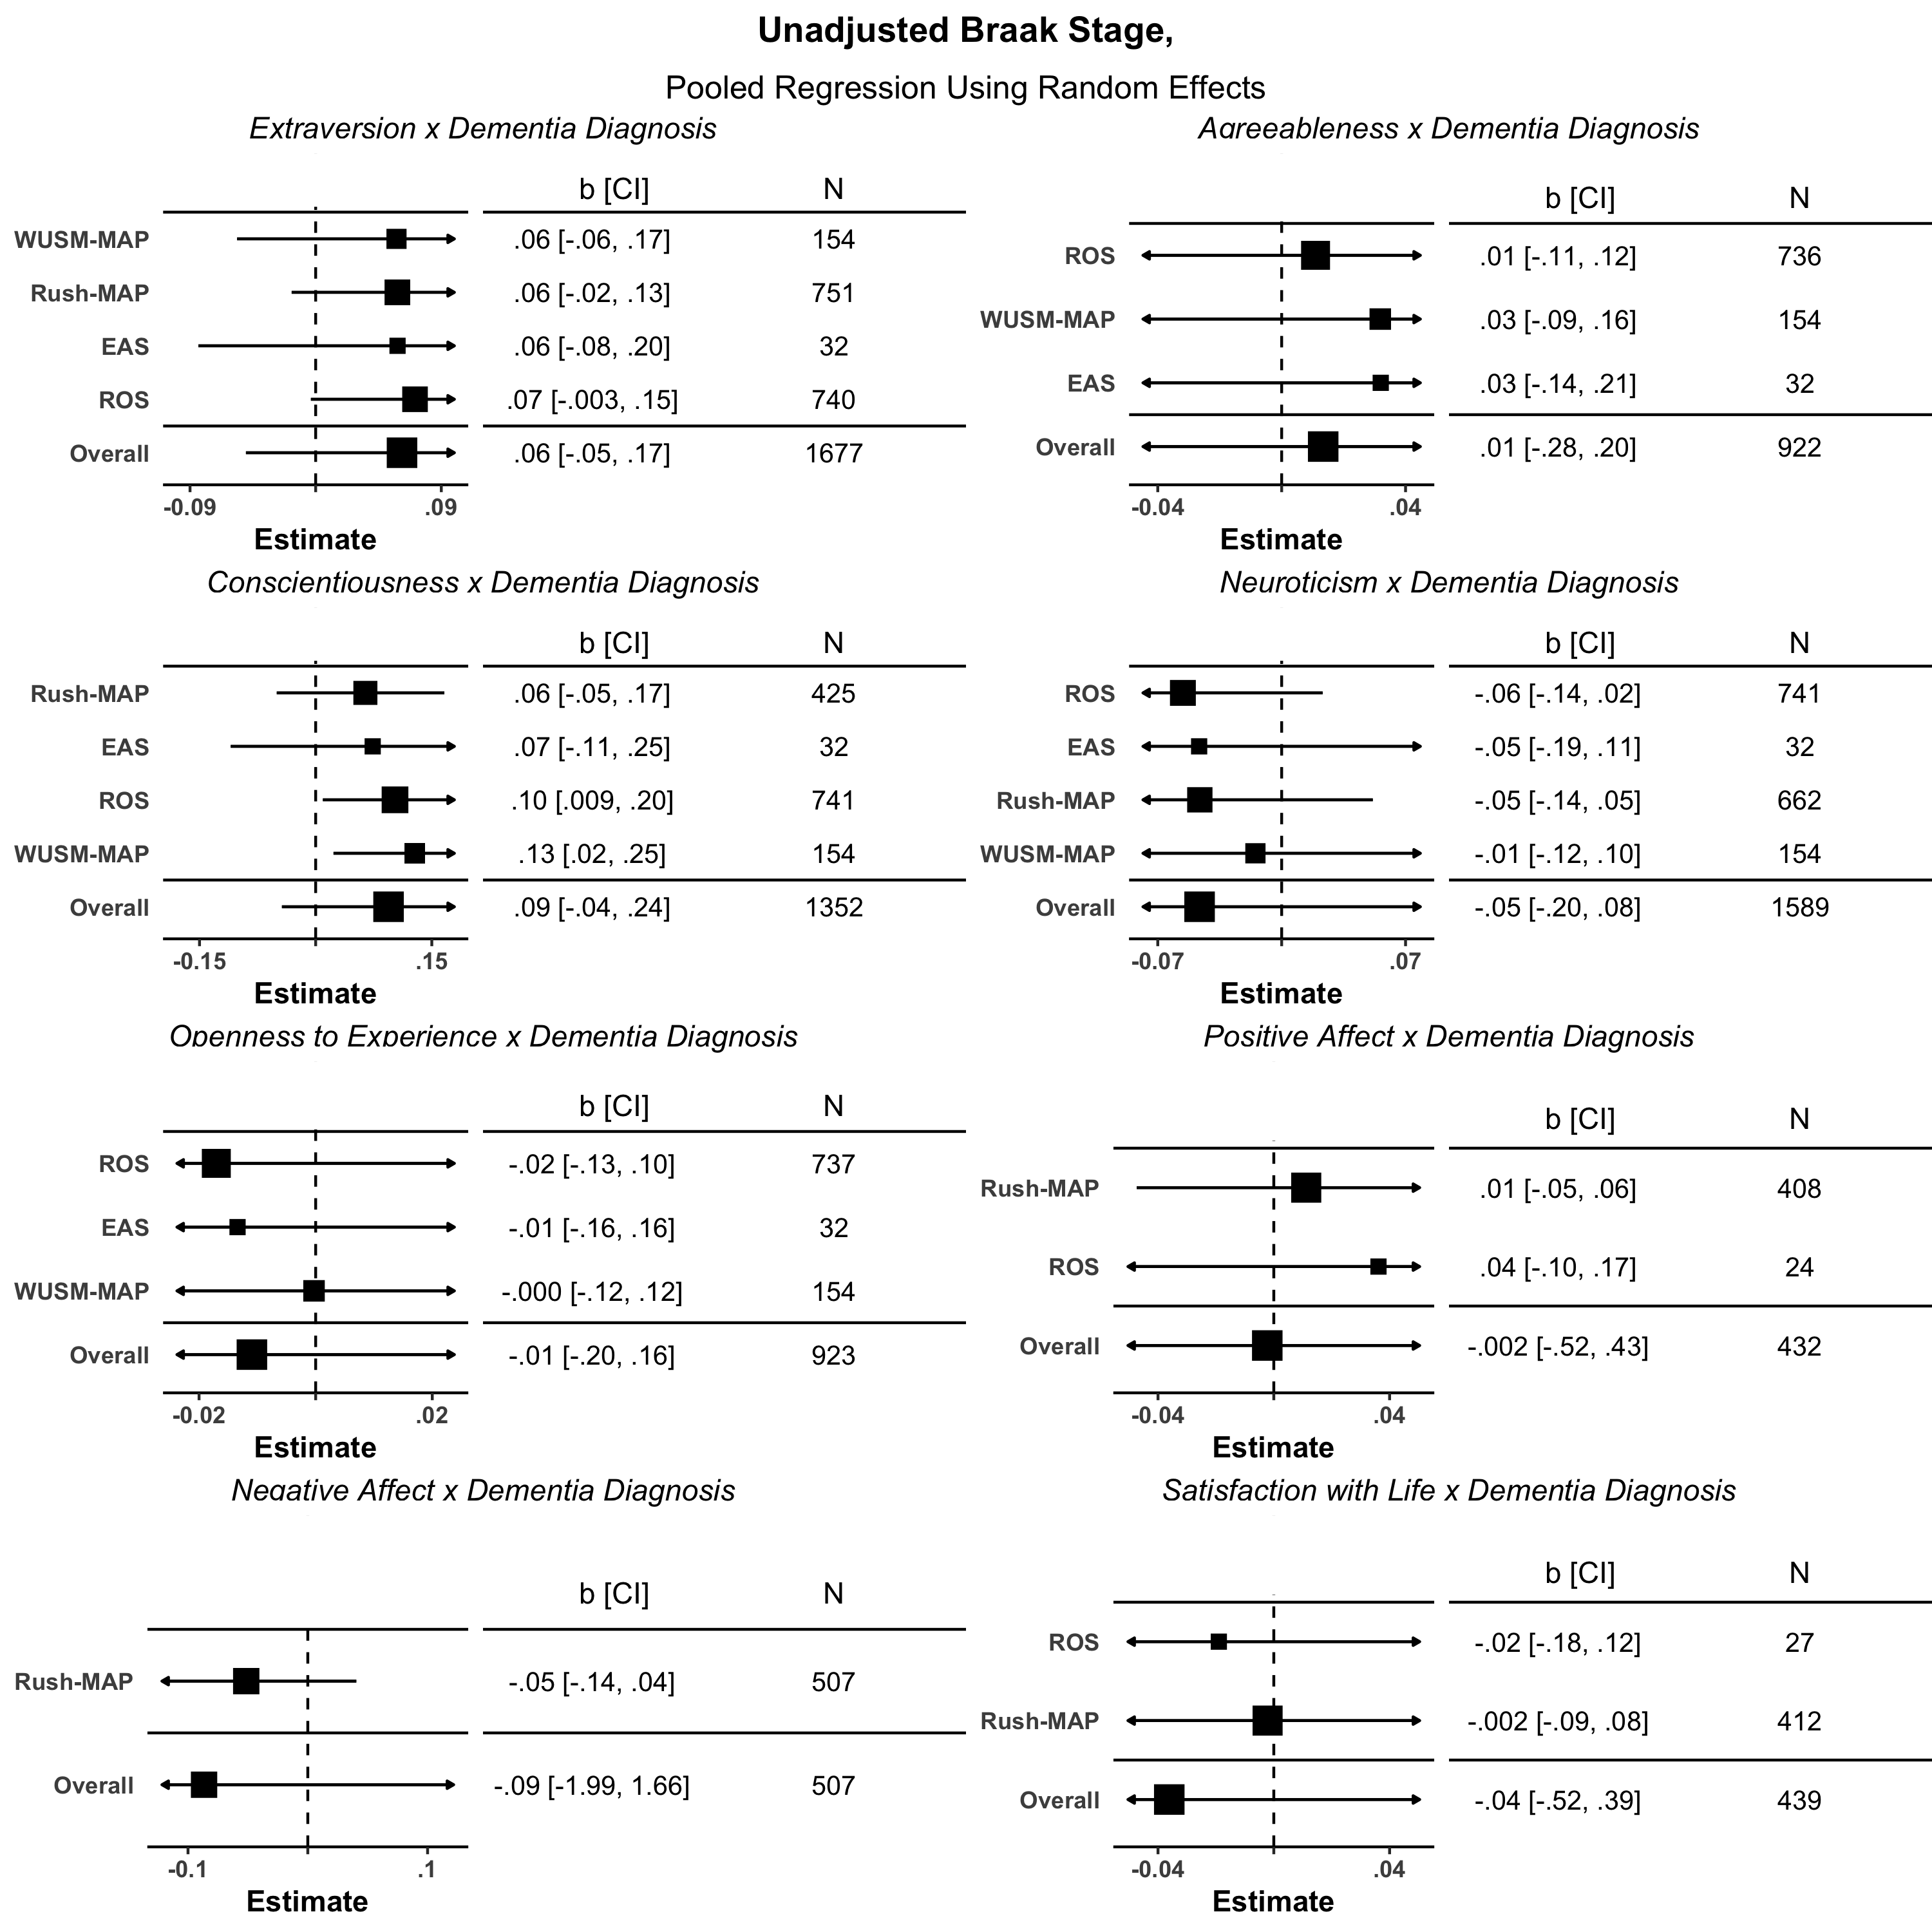 Unadjusted Braak Stage,
Pooled Regression Using Random Effects
Extraversion x Dementia Diagnosis
b [CI] N
WUSM-MAP .06 [-.06, .17] 154
Rush-MAP .06 [-.02, .13] 751
EAS .06 [-.08, .20] 32
ROS .07 [-.003, .15] 740
Overall .06 [-.05, .17] 1677
-0.09 .09
Estimate
Agreeableness x Dementia Diagnosis
b [CI] N
ROS .01 [-.11, .12] 736
WUSM-MAP .03 [-.09, .16] 154
EAS .03 [-.14, .21] 32
Overall .01 [-.28, .20] 922
-0.04 .04
Estimate
Conscientiousness x Dementia Diagnosis
b [CI] N
Rush-MAP .06 [-.05, .17] 425
EAS .07 [-.11, .25] 32
ROS .10 [.009, .20] 741
WUSM-MAP .13 [.02, .25] 154
Overall .09 [-.04, .24] 1352
-0.15 .15
Estimate
Neuroticism x Dementia Diagnosis
b [CI] N
ROS -.06 [-.14, .02] 741
EAS -.05 [-.19, .11] 32
Rush-MAP -.05 [-.14, .05] 662
WUSM-MAP -.01 [-.12, .10] 154
Overall -.05 [-.20, .08] 1589
-0.07 .07
Estimate
Openness to Experience x Dementia Diagnosis
b [CI] N
ROS -.02 [-.13, .10] 737
EAS -.01 [-.16, .16] 32
WUSM-MAP -.000 [-.12, .12] 154
Overall -.01 [-.20, .16] 923
-0.02 .02
Estimate
Positive Affect x Dementia Diagnosis
b [CI] N
Rush-MAP .01 [-.05, .06] 408
ROS .04 [-.10, .17] 24
Overall -.002 [-.52, .43] 432
-0.04 .04
Estimate
Negative Affect x Dementia Diagnosis
b [CI] N
Rush-MAP -.05 [-.14, .04] 507
Overall -.09 [-1.99, 1.66] 507
-0.1 .1
Estimate
Satisfaction with Life x Dementia Diagnosis
b [CI] N
ROS -.02 [-.18, .12] 27
Rush-MAP -.002 [-.09, .08] 412
Overall -.04 [-.52, .39] 439
-0.04 .04
Estimate